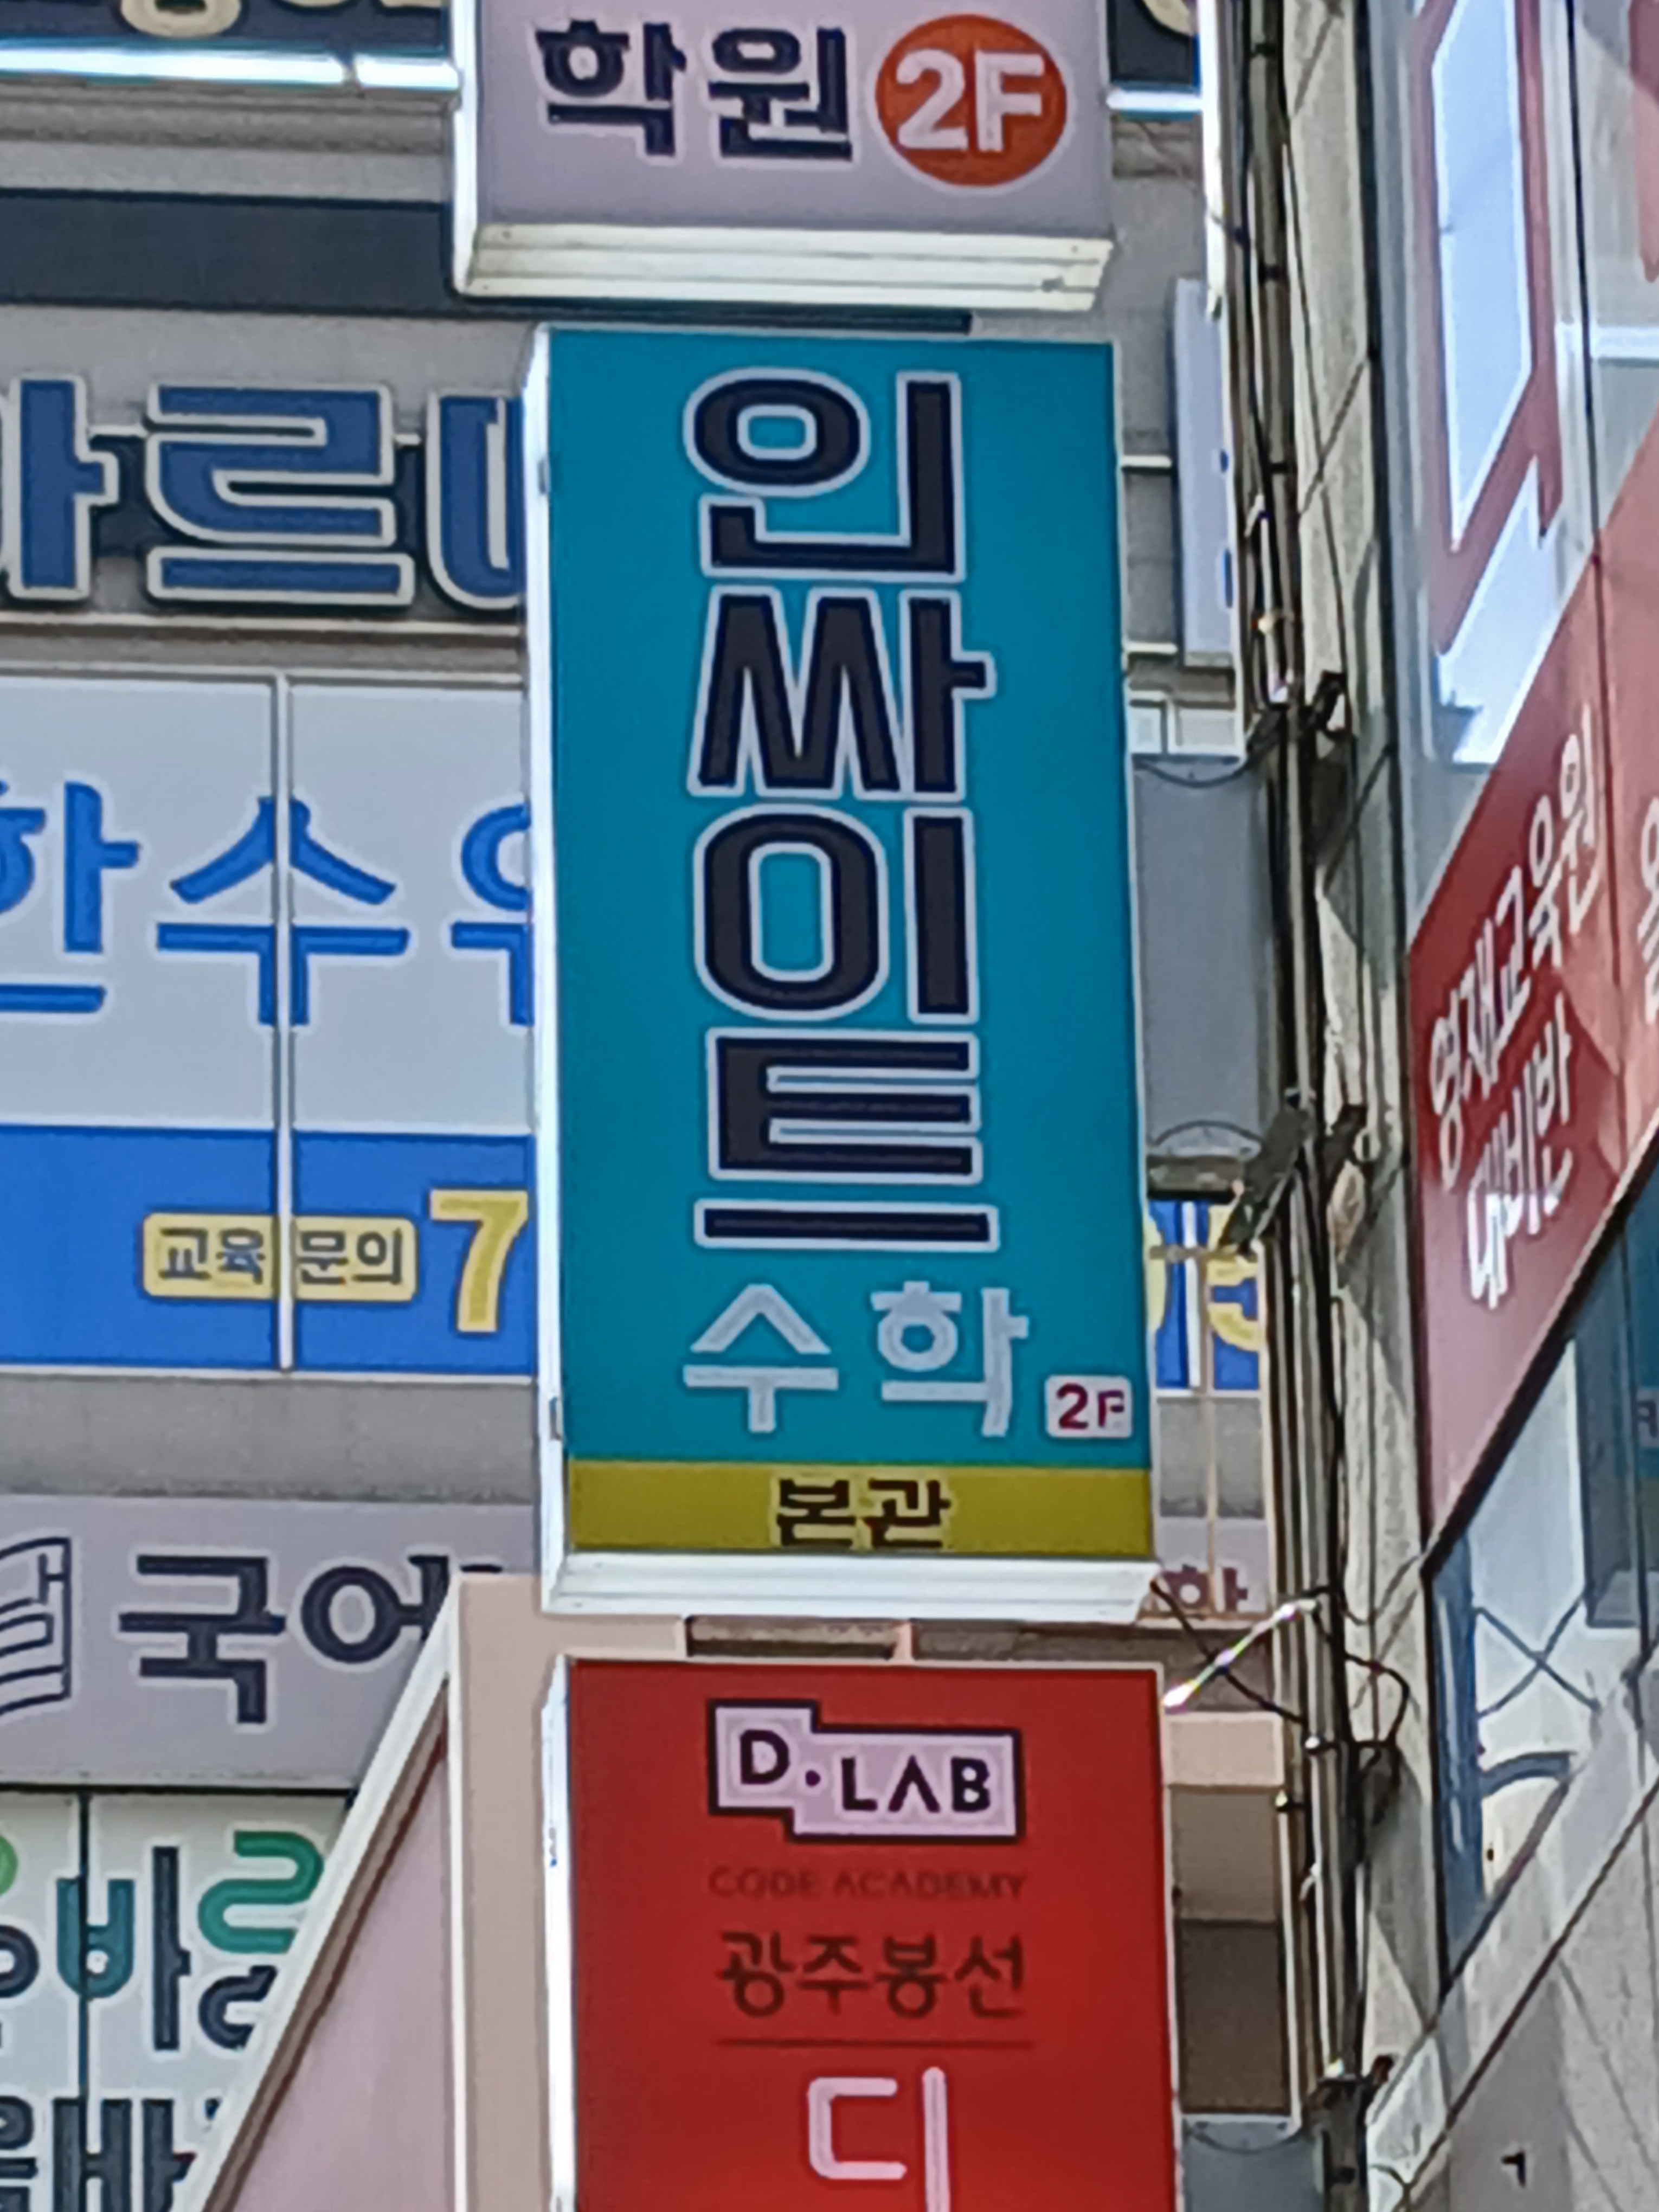 학원 2F
인싸이트
수학 2F
본관
D.LAB
CODE ACADEMY
광주봉선
디
교육문의 7
국어
영재교육원
대비반